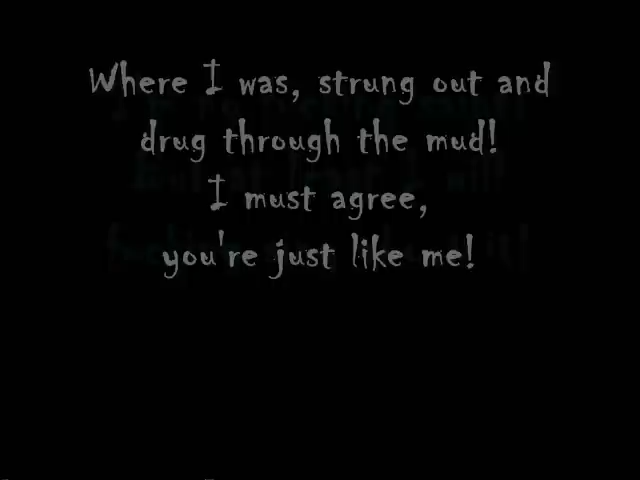 Where I was, strung out and
drug through the mud!
I must agree,
you're just like me!